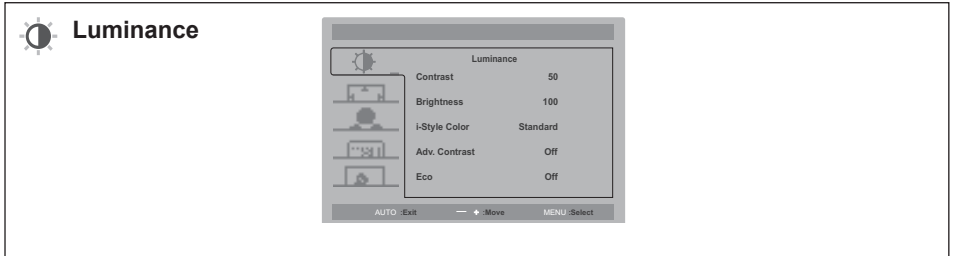 Luminance
Luminance
Contrast 50
Brightness 100
i-Style Color Standard
Adv. Contrast Off
Eco Off
AUTO :Exit — + :Move MENU :Select